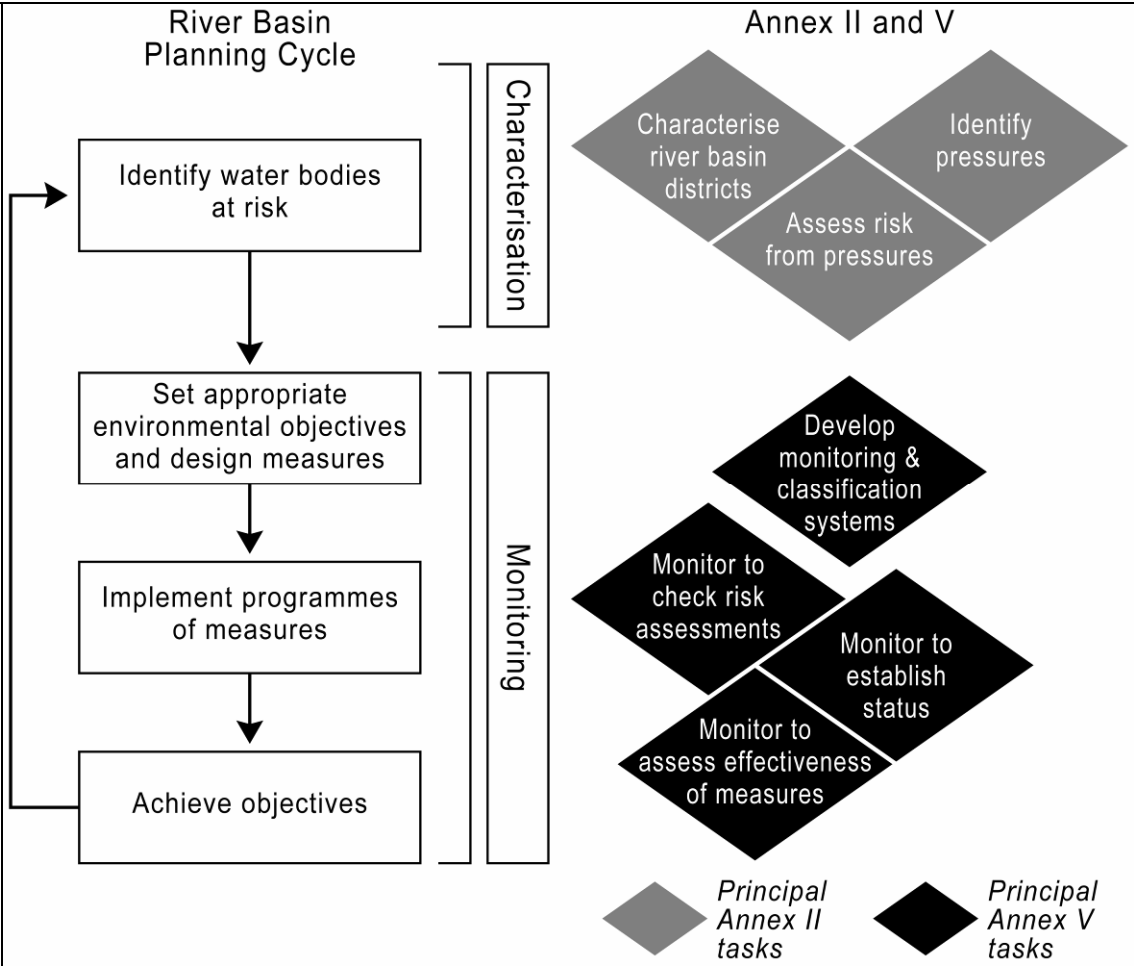 River Basin
Planning Cycle
Annex II and V
Identify water bodies
at risk
Set appropriate
environmental objectives
and design measures
Implement programmes
of measures
Achieve objectives
Characterisation
Monitoring
Characterise
river basin
districts
Identify
pressures
Assess risk
from pressures
Develop
monitoring &
classification
systems
Monitor to
check risk
assessments
Monitor to
establish
status
Monitor to
assess effectiveness
of measures
Principal
Annex II
tasks
Principal
Annex V
tasks